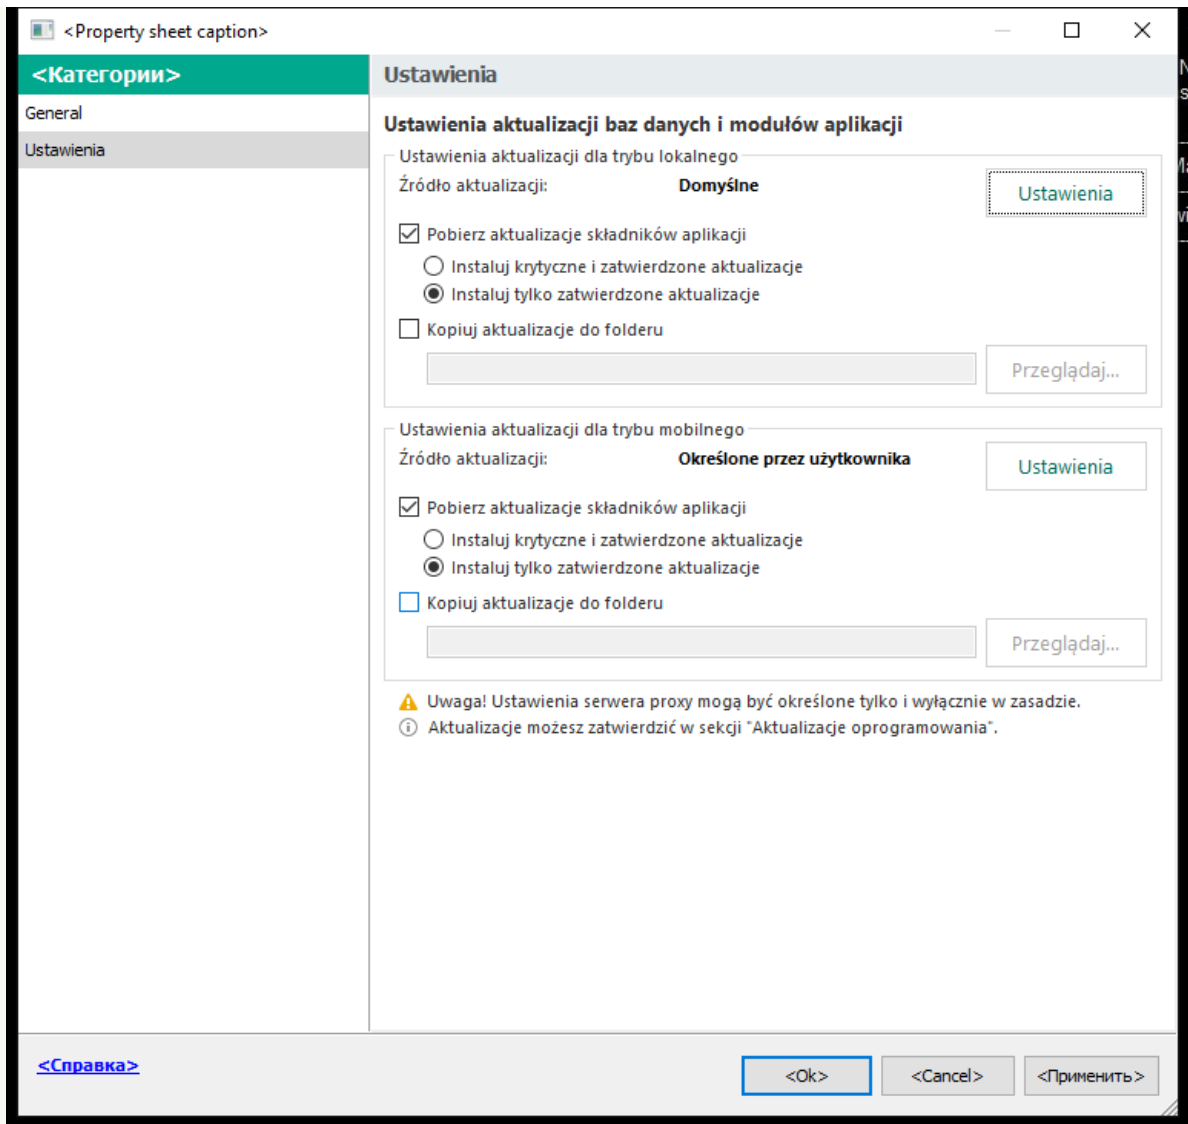 <Property sheet caption>
<Категории>
General
Ustawienia
Ustawienia
Ustawienia aktualizacji baz danych i modułów aplikacji
Ustawienia aktualizacji dla trybu lokalnego
Źródło aktualizacji: Domyślne
Ustawienia
Pobierz aktualizacje składników aplikacji
Instaluj krytyczne i zatwierdzone aktualizacje
Instaluj tylko zatwierdzone aktualizacje
Kopiuj aktualizacje do folderu
Przeglądaj...
Ustawienia aktualizacji dla trybu mobilnego
Źródło aktualizacji: Określone przez użytkownika
Ustawienia
Pobierz aktualizacje składników aplikacji
Instaluj krytyczne i zatwierdzone aktualizacje
Instaluj tylko zatwierdzone aktualizacje
Kopiuj aktualizacje do folderu
Przeglądaj...
Uwaga! Ustawienia serwera proxy mogą być określone tylko i wyłącznie w zasadzie.
Aktualizacje możesz zatwierdzić w sekcji "Aktualizacje oprogramowania".
<Справка>
<Ok> <Cancel> <Применить>